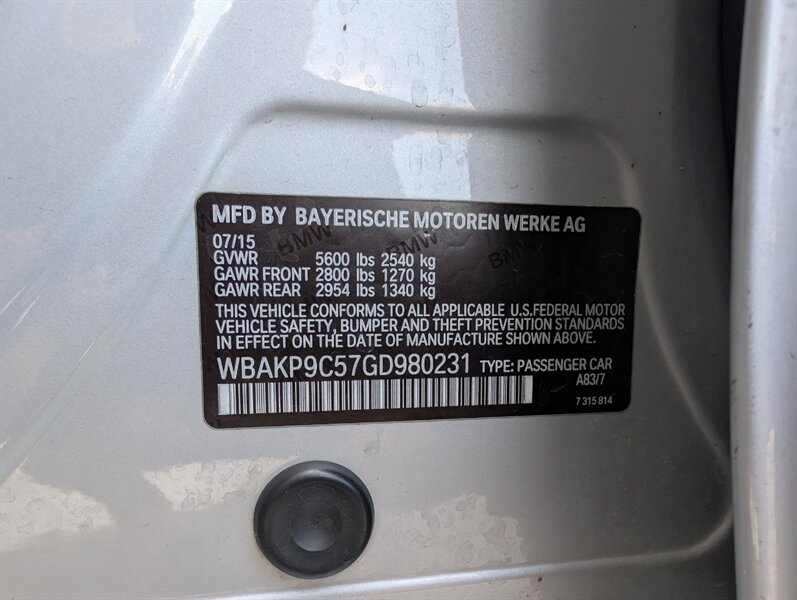 MFD BY BAYERISCHE MOTOREN WERKE AG
07/15
GVWR 5600 lbs 2540 kg
GAWR FRONT 2800 lbs 1270 kg
GAWR REAR 2954 lbs 1340 kg
THIS VEHICLE CONFORMS TO ALL APPLICABLE U.S.FEDERAL MOTOR
VEHICLE SAFETY, BUMPER AND THEFT PREVENTION STANDARDS
IN EFFECT ON THE DATE OF MANUFACTURE SHOWN ABOVE.
WBAKP9C57GD980231 TYPE: PASSENGER CAR
A83/7
7 315 814
BMW
BMW
BMW